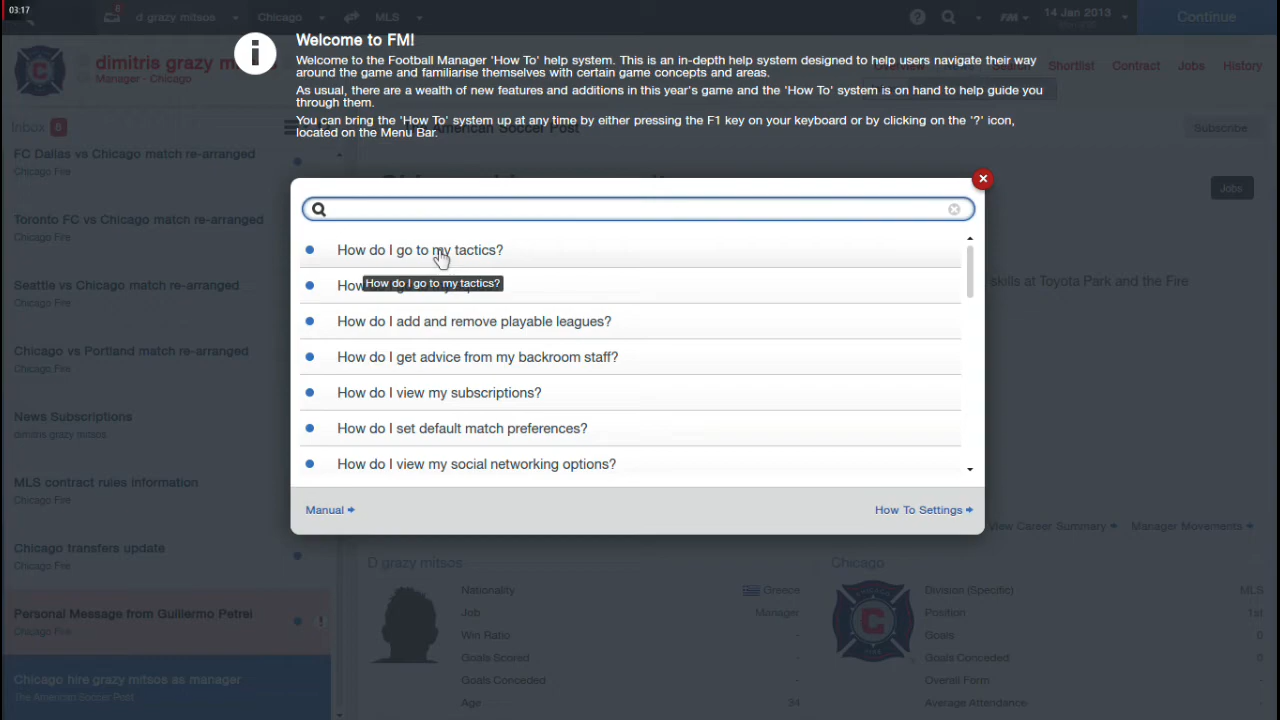 03:17
8
d grazy mitsos
Chicago
MLS
FM
14 Jan 2013
Continue
Welcome to FM!
Welcome to the Football Manager 'How To' help system. This is an in-depth help system designed to help users navigate their way
around the game and familiarise themselves with certain game concepts and areas.
As usual, there are a wealth of new features and additions in this year's game and the 'How To' system is on hand to help guide you
through them.
You can bring the 'How To' system up at any time by either pressing the F1 key on your keyboard or by clicking on the '?' icon,
located on the Menu Bar.
dimitris grazy
Manager - Chicago
Shortlist
Contract
Jobs
History
Inbox 8
American Soccer Post
Subscribe
Jobs
FC Dallas vs Chicago match re-arranged
Chicago Fire
Toronto FC vs Chicago match re-arranged
Chicago Fire
Seattle vs Chicago match re-arranged
Chicago Fire
Chicago vs Portland match re-arranged
Chicago Fire
News Subscriptions
dimitris grazy mitsos
MLS contract rules information
Chicago Fire
Chicago transfers update
Chicago Fire
Personal Message from Guillermo Petrei
Chicago Fire
Chicago hire grazy mitsos as manager
The American Soccer Post
How do I go to my tactics?
How
How do I go to my tactics?
How do I add and remove playable leagues?
How do I get advice from my backroom staff?
How do I view my subscriptions?
How do I set default match preferences?
How do I view my social networking options?
Manual
How To Settings
skills at Toyota Park and the Fire
View Career Summary
Manager Movements
D grazy mitsos
Nationality
Greece
Job
Manager
Win Ratio
-
Goals Scored
-
Goals Conceded
-
Age
34
Chicago
Division (Specific)
MLS
Position
1st
Goals
0
Goals Conceded
0
Overall Form
-
Average Attendance
-